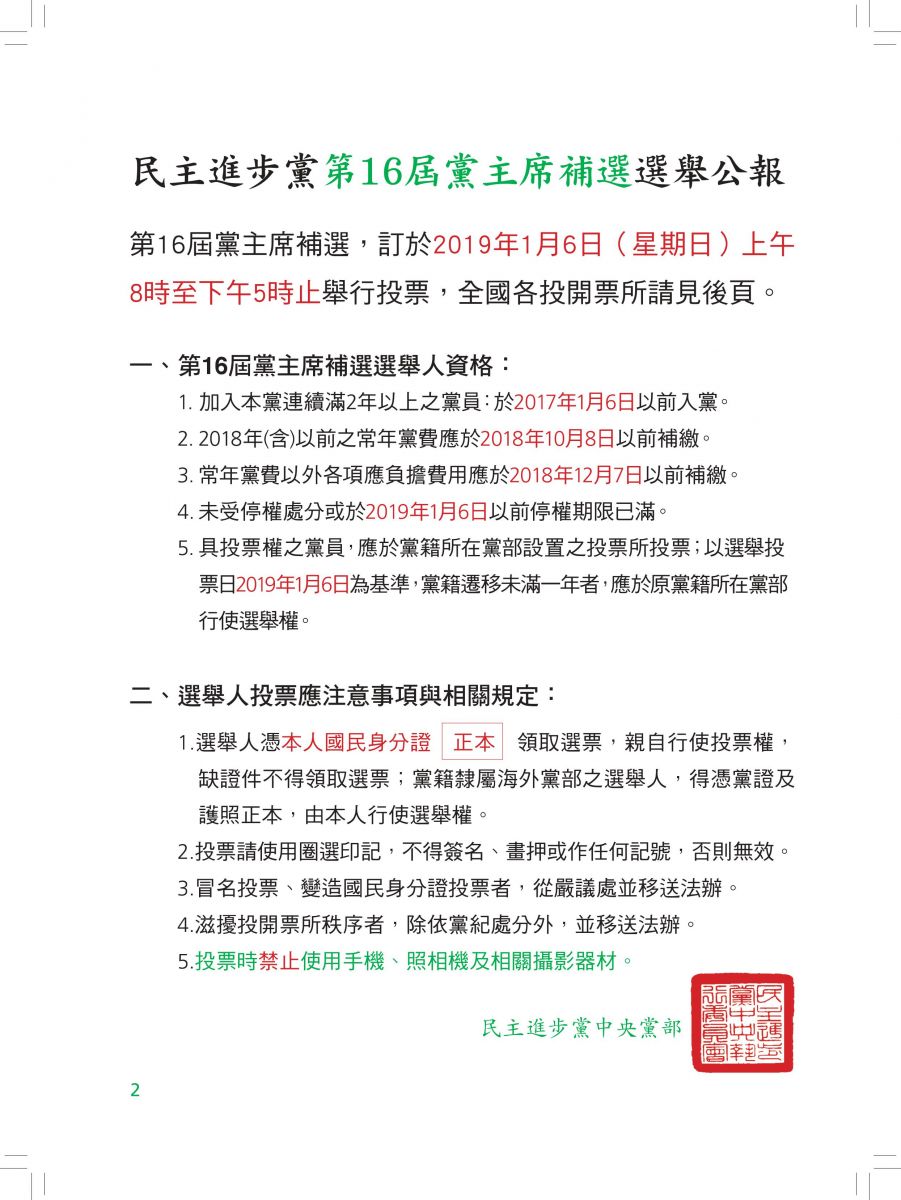 民主進步黨第16屆黨主席補選選舉公報
第16屆黨主席補選，訂於2019年1月6日（星期日）上午
8時至下午5時止舉行投票，全國各投開票所請見後頁。
一、第16屆黨主席補選選舉人資格：
1. 加入本黨連續滿2年以上之黨員：於2017年1月6日以前入黨。
2. 2018年(含)以前之常年黨費應於2018年10月8日以前補繳。
3. 常年黨費以外各項應負擔費用應於2018年12月7日以前補繳。
4. 未受停權處分或於2019年1月6日以前停權期限已滿。
5. 具投票權之黨員，應於黨籍所在黨部設置之投票所投票；以選舉投
票日2019年1月6日為基準，黨籍遷移未滿一年者，應於原黨籍所在黨部
行使選舉權。
二、選舉人投票應注意事項與相關規定：
1.選舉人憑本人國民身分證 正本 領取選票，親自行使投票權，
缺證件不得領取選票；黨籍隸屬海外黨部之選舉人，得憑黨證及
護照正本，由本人行使選舉權。
2.投票請使用圈選印記，不得簽名、畫押或作任何記號，否則無效。
3.冒名投票、變造國民身分證投票者，從嚴議處並移送法辦。
4.滋擾投開票所秩序者，除依黨紀處分外，並移送法辦。
5.投票時禁止使用手機、照相機及相關攝影器材。
民主進步黨中央黨部
民主進步
黨中央執
行委員會
2